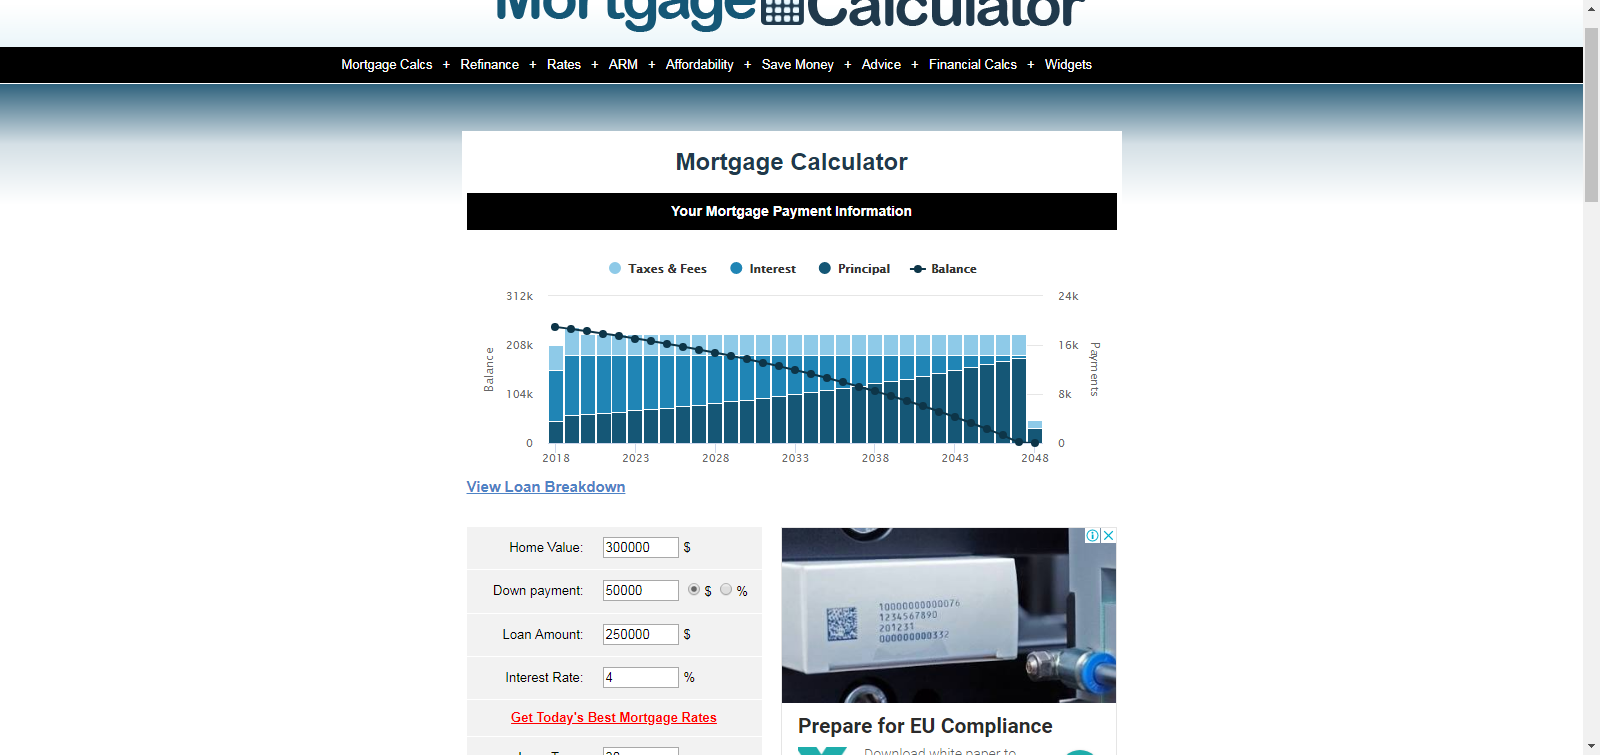 Mortgage Calculator
Mortgage Calcs + Refinance + Rates + ARM + Affordability + Save Money + Advice + Financial Calcs + Widgets
Mortgage Calculator
Your Mortgage Payment Information
Taxes & Fees Interest Principal Balance
312k 24k
208k 16k
104k 8k
0 0
Balance
Payments
2018 2023 2028 2033 2038 2043 2048
View Loan Breakdown
Home Value: 300000 $
Down payment: 50000 $ %
Loan Amount: 250000 $
Interest Rate: 4 %
Get Today's Best Mortgage Rates
10000000000076
1234567890
201231
000000000332
Prepare for EU Compliance
Download white paper to